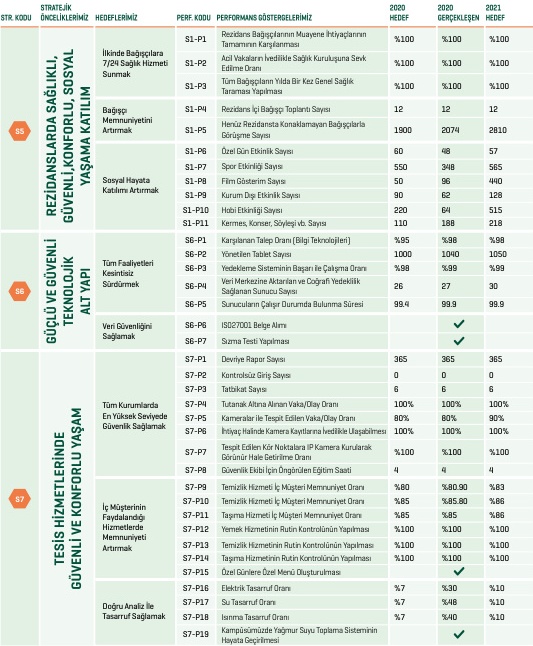 STR. KODU STRATEJİK ÖNCELİKLERİMİZ HEDEFLERİMİZ PERF. KODU PERFORMANS GÖSTERGELERİMİZ 2020 HEDEF 2020 GERÇEKLEŞEN 2021 HEDEF
S5
REZİDANSLARDA SAĞLIKLI,
GÜVENLİ,KONFORLU, SOSYAL
YAŞAMA KATILIM
İlkinde Bağışçılara
7/24 Sağlık Hizmeti
Sunmak
S1-P1 Rezidans Bağışçılarının Muayene İhtiyaçlarının
Tamamının Karşılanması %100 %100 %100
S1-P2 Acil Vakaların İvedilikle Sağlık Kuruluşuna Sevk
Edilme Oranı %100 %100 %100
S1-P3 Tüm Bağışçıların Yılda Bir Kez Genel Sağlık
Taraması Yapılması %100 %100 %100
Bağışçı
Memnuniyetini
Artırmak
S1-P4 Rezidans İçi Bağışçı Toplantı Sayısı 12 12 12
S1-P5 Henüz Rezidansta Konaklamayan Bağışçılarla
Görüşme Sayısı 1900 2074 2810
Sosyal Hayata
Katılımı Artırmak
S1-P6 Özel Gün Etkinlik Sayısı 60 48 57
S1-P7 Spor Etkinliği Sayısı 550 348 565
S1-P8 Film Gösterim Sayısı 50 96 440
S1-P9 Kurum Dışı Etkinlik Sayısı 90 62 128
S1-P10 Hobi Etkinliği Sayısı 220 64 515
S1-P11 Kermes, Konser, Söyleşi vb. Sayısı 110 188 218
S6
GÜÇLÜ VE GÜVENLİ
TEKNOLOJİK
ALT YAPI
Tüm Faaliyetleri
Kesintisiz
Sürdürmek
S6-P1 Karşılanan Talep Oranı (Bilgi Teknolojileri) %95 %98 %98
S6-P2 Yönetilen Tablet Sayısı 1000 1040 1050
S6-P3 Yedekleme Sisteminin Başarı ile Çalışma Oranı %98 %99 %99
S6-P4 Veri Merkezine Aktarılan ve Coğrafi Yedeklilik
Sağlanan Sunucu Sayısı 26 27 30
S6-P5 Sunucuların Çalışır Durumda Bulunma Süresi 99.4 99.9 99.9
Veri Güvenliğini
Sağlamak
S6-P6 ISO27001 Belge Alımı ✓
S6-P7 Sızma Testi Yapılması ✓
S7
TESİS HİZMETLERİNDE
GÜVENLİ VE KONFORLU YAŞAM
Tüm Kurumlarda
En Yüksek Seviyede
Güvenlik Sağlamak
S7-P1 Devriye Rapor Sayısı 365 365 365
S7-P2 Kontrolsüz Giriş Sayısı 0 0 0
S7-P3 Tatbikat Sayısı 6 6 6
S7-P4 Tutanak Altına Alınan Vaka/Olay Oranı 100% 100% 100%
S7-P5 Kameralar ile Tespit Edilen Vaka/Olay Oranı 80% 80% 90%
S7-P6 İhtiyaç Halinde Kamera Kayıtlarına İvedilikle Ulaşabilmesi 100% 100% 100%
S7-P7 Tespit Edilen Kör Noktalara IP Kamera Kurularak
Görünür Hale Getirilme Oranı %100 %100 %100
S7-P8 Güvenlik Ekibi İçin Öngörülen Eğitim Saati 4 4 4
İç Müşterinin
Faydalandığı
Hizmetlerde
Memnuniyeti
Artırmak
S7-P9 Temizlik Hizmeti İç Müşteri Memnuniyet Oranı %80 %80.90 %83
S7-P10 Temizlik Hizmeti İç Müşteri Memnuniyet Oranı %85 %85.80 %86
S7-P11 Taşıma Hizmeti İç Müşteri Memnuniyet Oranı %85 %85 %86
S7-P12 Yemek Hizmetinin Rutin Kontrolünün Yapılması %100 %100 %100
S7-P13 Temizlik Hizmetinin Rutin Kontrolünün Yapılması %100 %100 %100
S7-P14 Taşıma Hizmetinin Rutin Kontrolünün Yapılması %100 %100 %100
S7-P15 Özel Günlere Özel Menü Oluşturulması ✓
Doğru Analiz İle
Tasarruf Sağlamak
S7-P16 Elektrik Tasarruf Oranı %7 %30 %10
S7-P17 Su Tasarruf Oranı %7 %48 %10
S7-P18 Isınma Tasarruf Oranı %7 %40 %10
S7-P19 Kampüsümüzde Yağmur Suyu Toplama Sisteminin
Hayata Geçirilmesi ✓